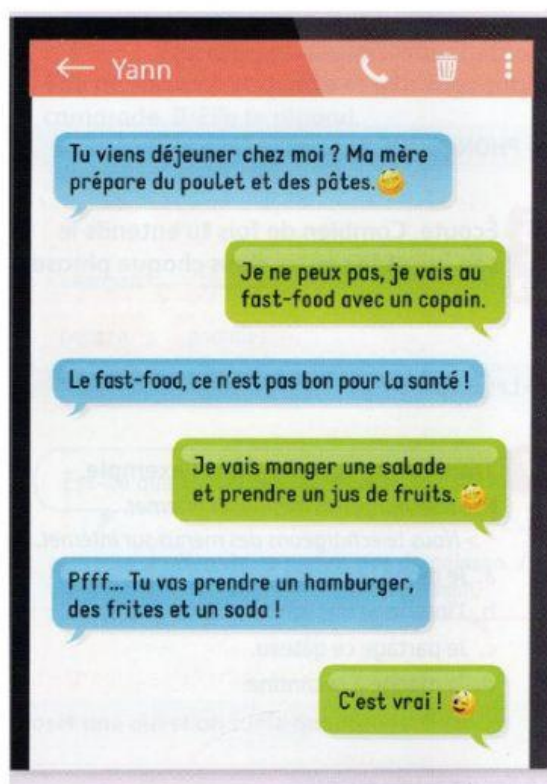 ← Yann
Tu viens déjeuner chez moi ? Ma mère
prépare du poulet et des pâtes.
Je ne peux pas, je vais au
fast-food avec un copain.
Le fast-food, ce n'est pas bon pour la santé !
Je vais manger une salade
et prendre un jus de fruits.
Pfff... Tu vas prendre un hamburger,
des frites et un soda !
C'est vrai !